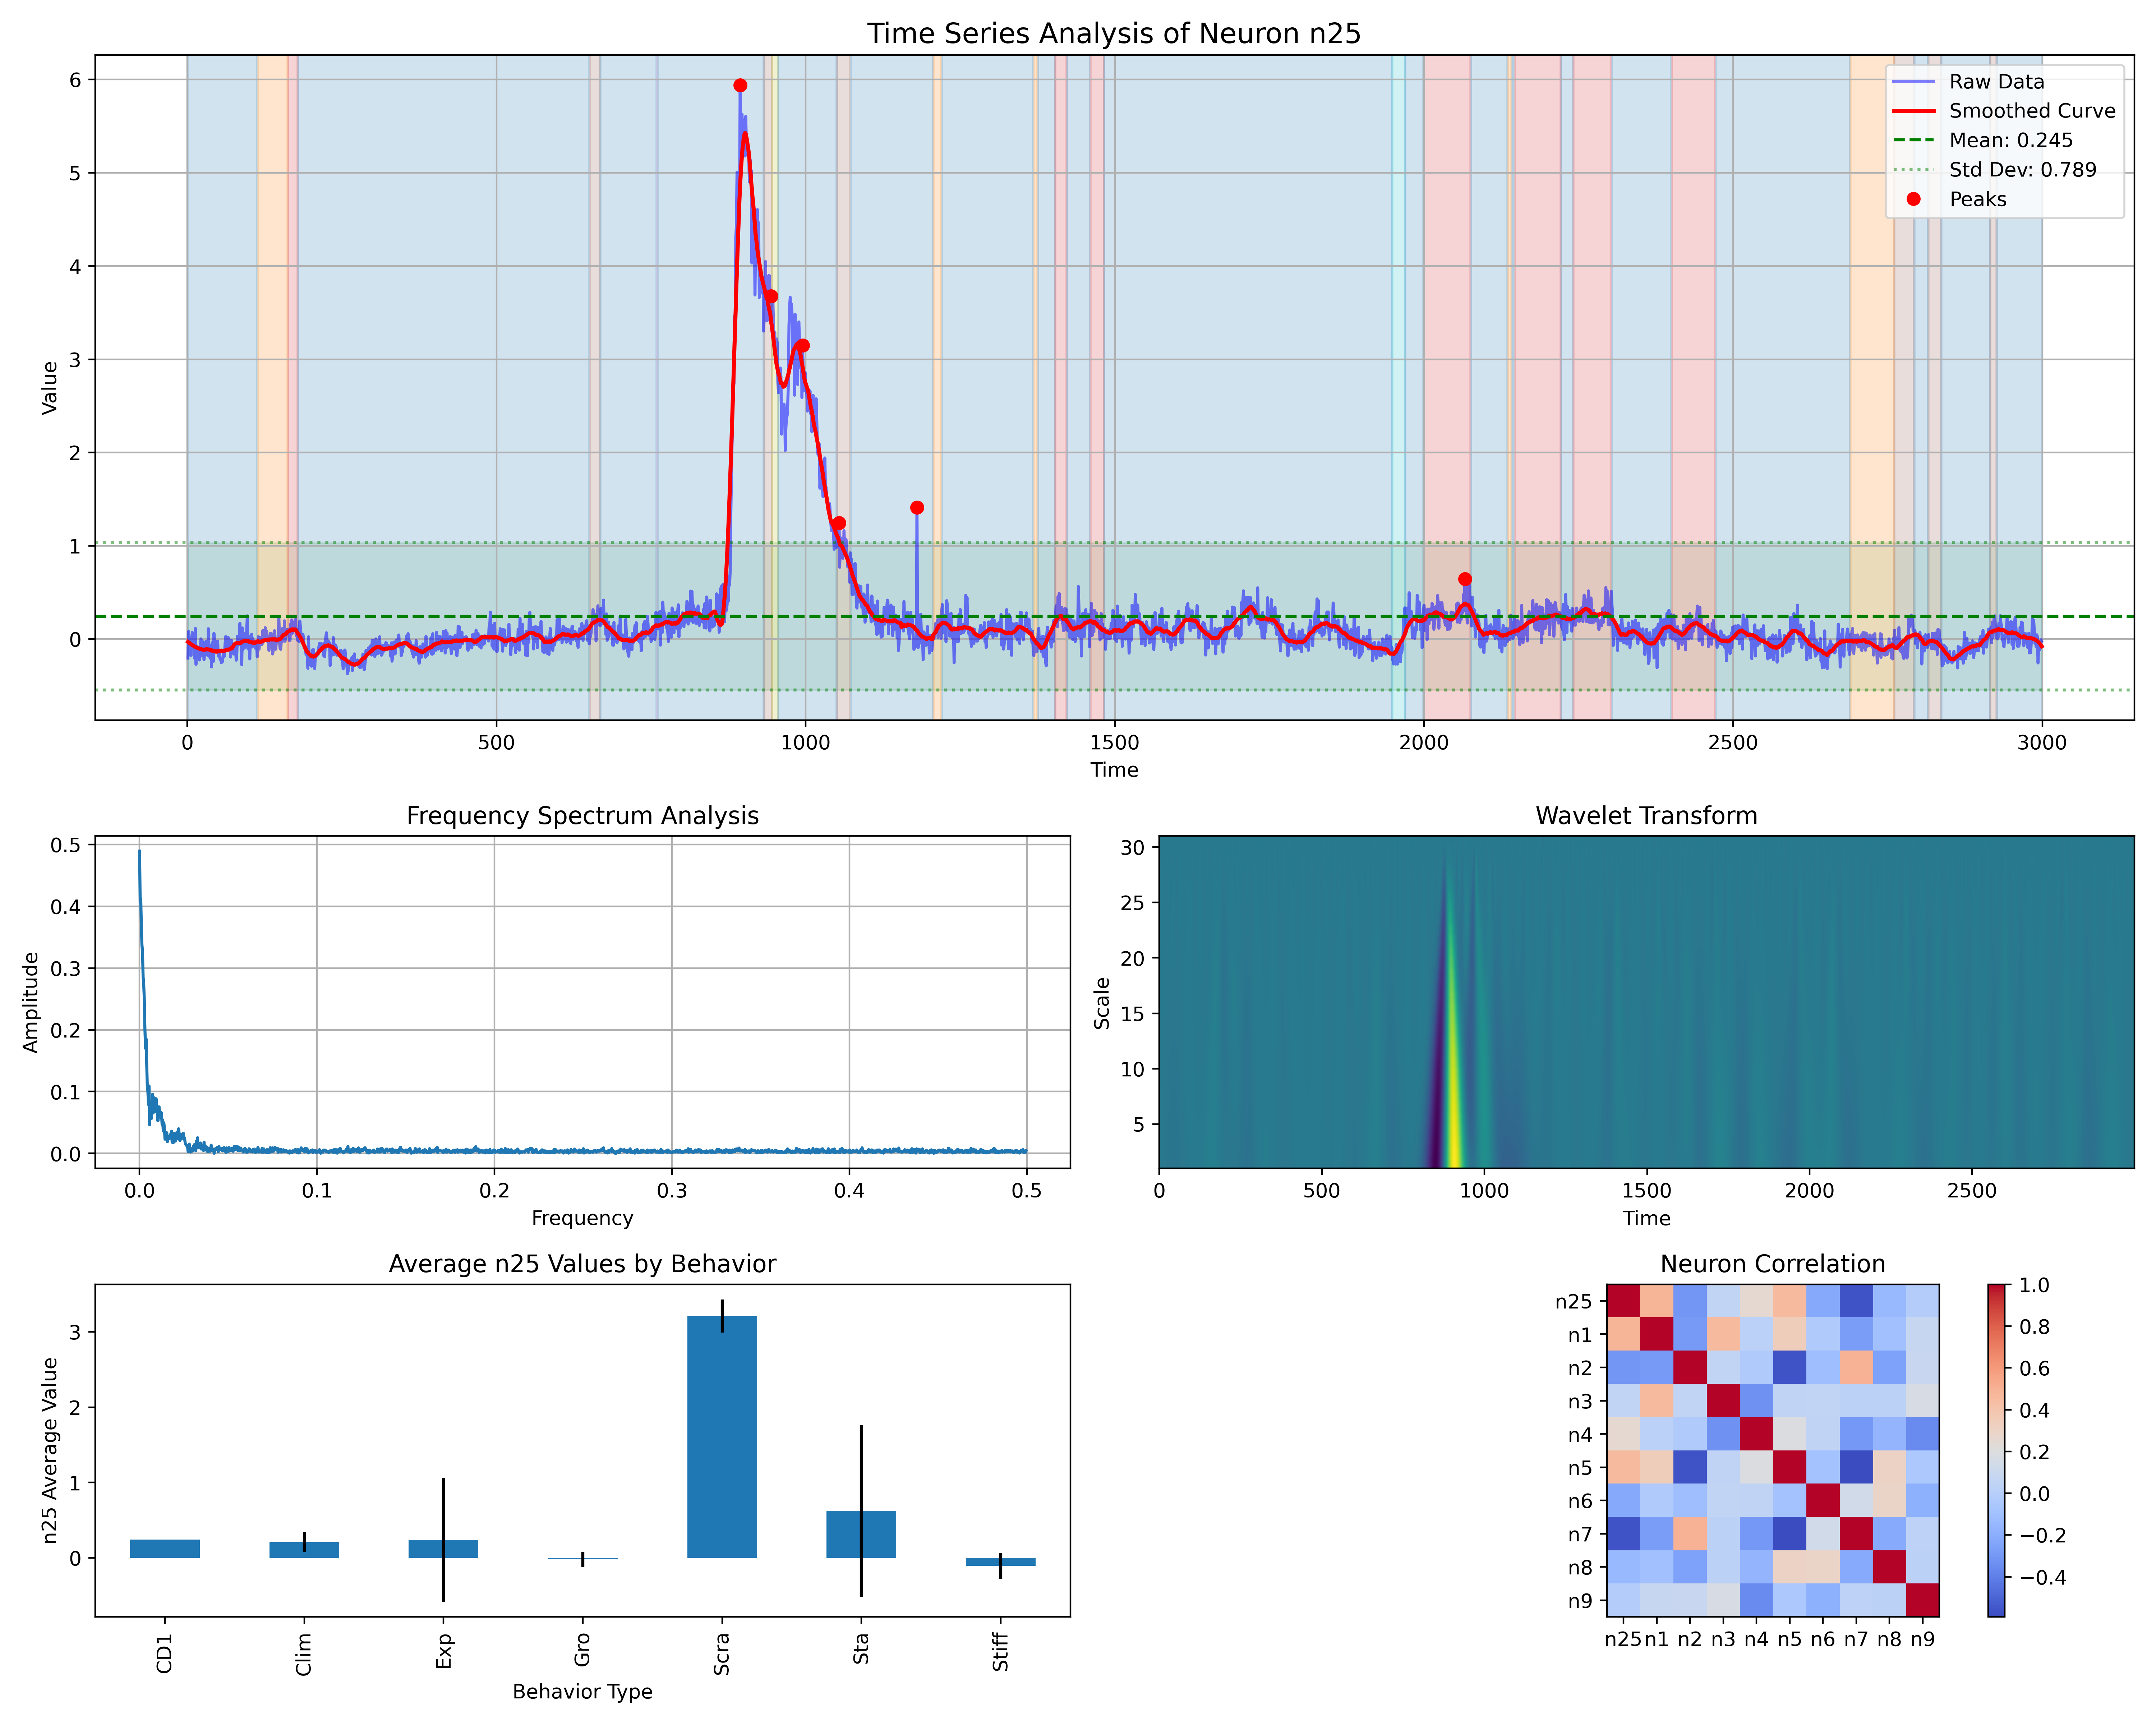 Time Series Analysis of Neuron n25
Value
6
5
4
3
2
1
0
Raw Data
Smoothed Curve
Mean: 0.245
Std Dev: 0.789
Peaks
0 500 1000 1500 2000 2500 3000
Time
Frequency Spectrum Analysis
Amplitude
0.5
0.4
0.3
0.2
0.1
0.0
0.0 0.1 0.2 0.3 0.4 0.5
Frequency
Wavelet Transform
Scale
30
25
20
15
10
5
0 500 1000 1500 2000 2500
Time
Average n25 Values by Behavior
n25 Average Value
3
2
1
0
CD1 Clim Exp Gro Scra Sta Stiff
Behavior Type
Neuron Correlation
n25
n1
n2
n3
n4
n5
n6
n7
n8
n9
n25 n1 n2 n3 n4 n5 n6 n7 n8 n9
1.0
0.8
0.6
0.4
0.2
0.0
−0.2
−0.4